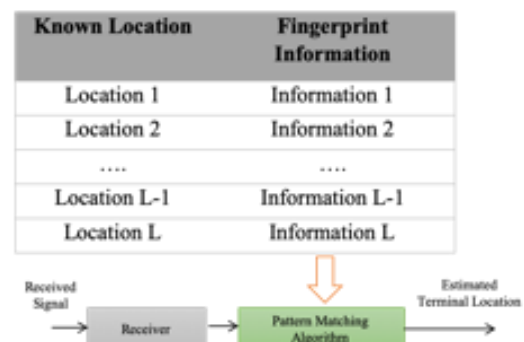 Known Location Fingerprint
Information
Location 1 Information 1
Location 2 Information 2
.... ....
Location L-1 Information L-1
Location L Information L
Received
Signal
Estimated
Terminal Location
Receiver
Pattern Matching
Algorithm